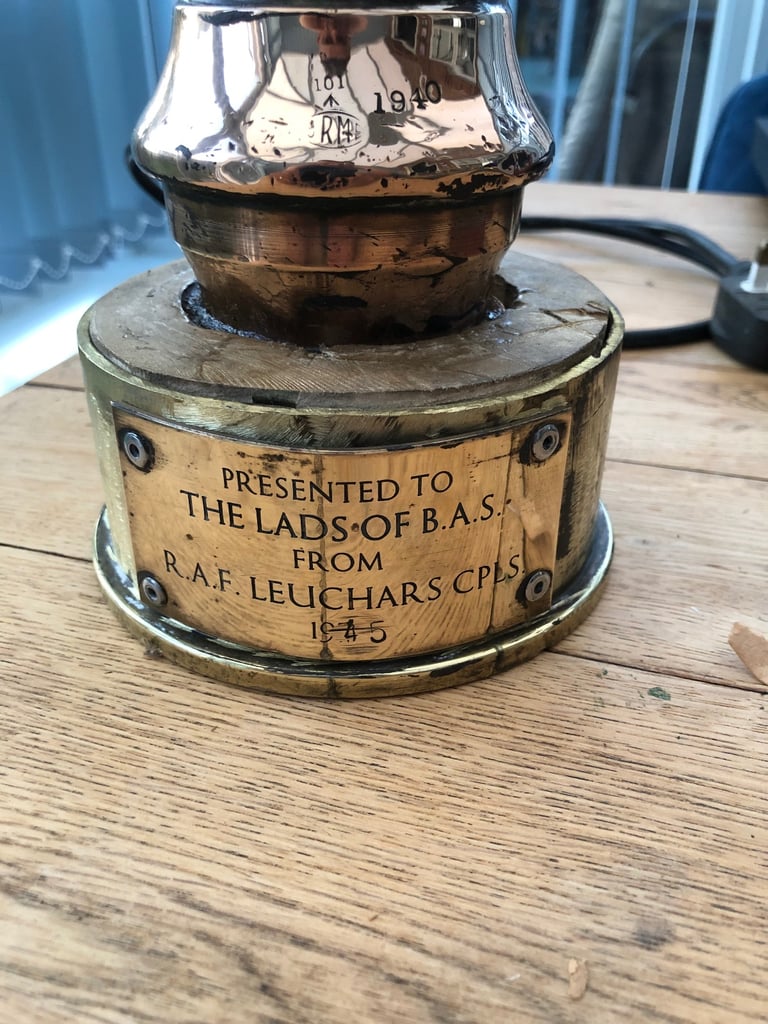 101
1940
RM
PRESENTED TO
THE LADS OF B.A.S.
FROM
R.A.F. LEUCHARS CPLS.
1945